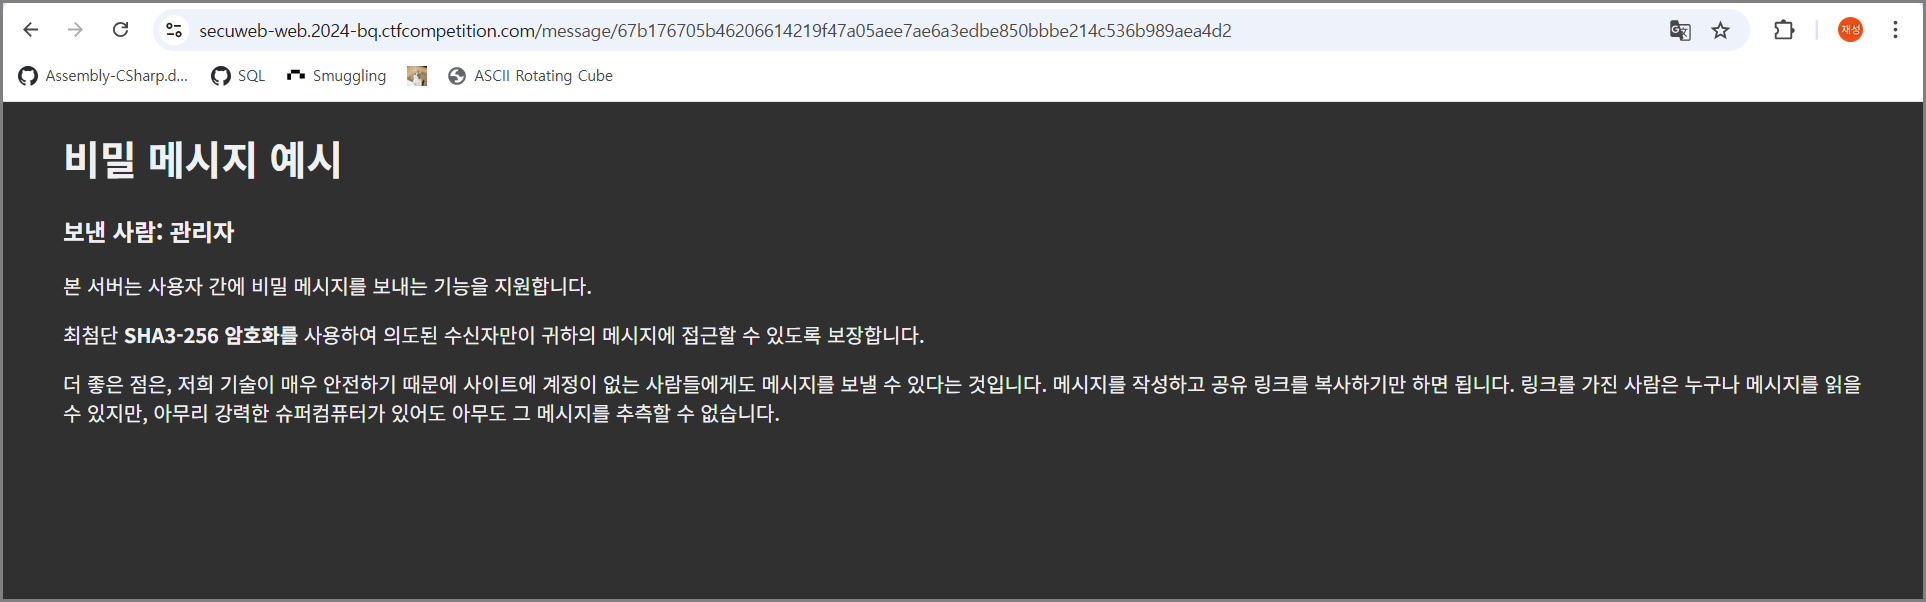 secuweb-web.2024-bq.ctfcompetition.com/message/67b176705b46206614219f47a05aee7ae6a3edbe850bbbe214c536b989aea4d2
재성
Assembly-CSharp.d... SQL Smuggling ASCII Rotating Cube
비밀 메시지 예시
보낸 사람: 관리자
본 서버는 사용자 간에 비밀 메시지를 보내는 기능을 지원합니다.
최첨단 SHA3-256 암호화를 사용하여 의도된 수신자만이 귀하의 메시지에 접근할 수 있도록 보장합니다.
더 좋은 점은, 저희 기술이 매우 안전하기 때문에 사이트에 계정이 없는 사람들에게도 메시지를 보낼 수 있다는 것입니다. 메시지를 작성하고 공유 링크를 복사하기만 하면 됩니다. 링크를 가진 사람은 누구나 메시지를 읽을
수 있지만, 아무리 강력한 슈퍼컴퓨터가 있어도 아무도 그 메시지를 추측할 수 없습니다.